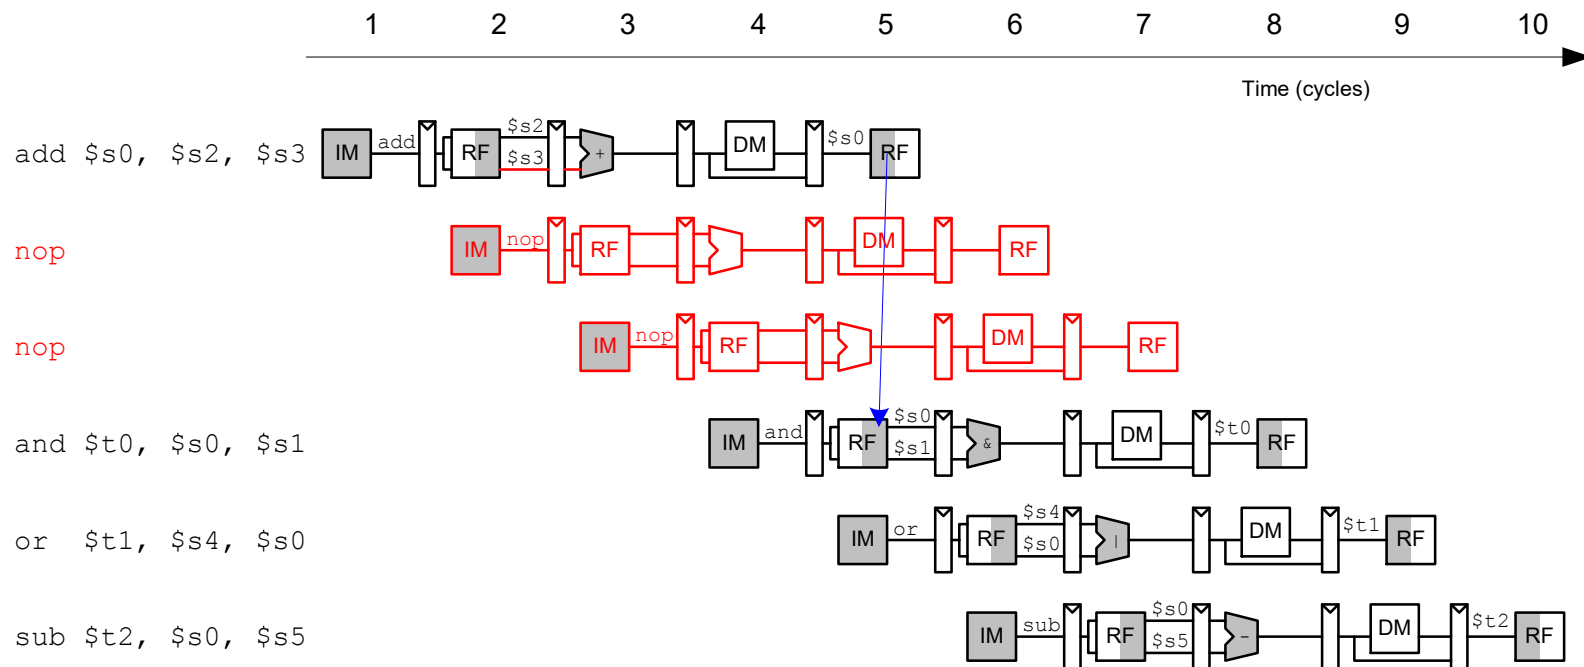 1 2 3 4 5 6 7 8 9 10
Time (cycles)
add $s0, $s2, $s3 IM add RF $s2 $s3 + DM $s0 RF
nop IM nop RF DM RF
nop IM nop RF DM RF
and $t0, $s0, $s1 IM and RF $s0 $s1 & DM $t0 RF
or $t1, $s4, $s0 IM or RF $s4 $s0 | DM $t1 RF
sub $t2, $s0, $s5 IM sub RF $s0 $s5 - DM $t2 RF